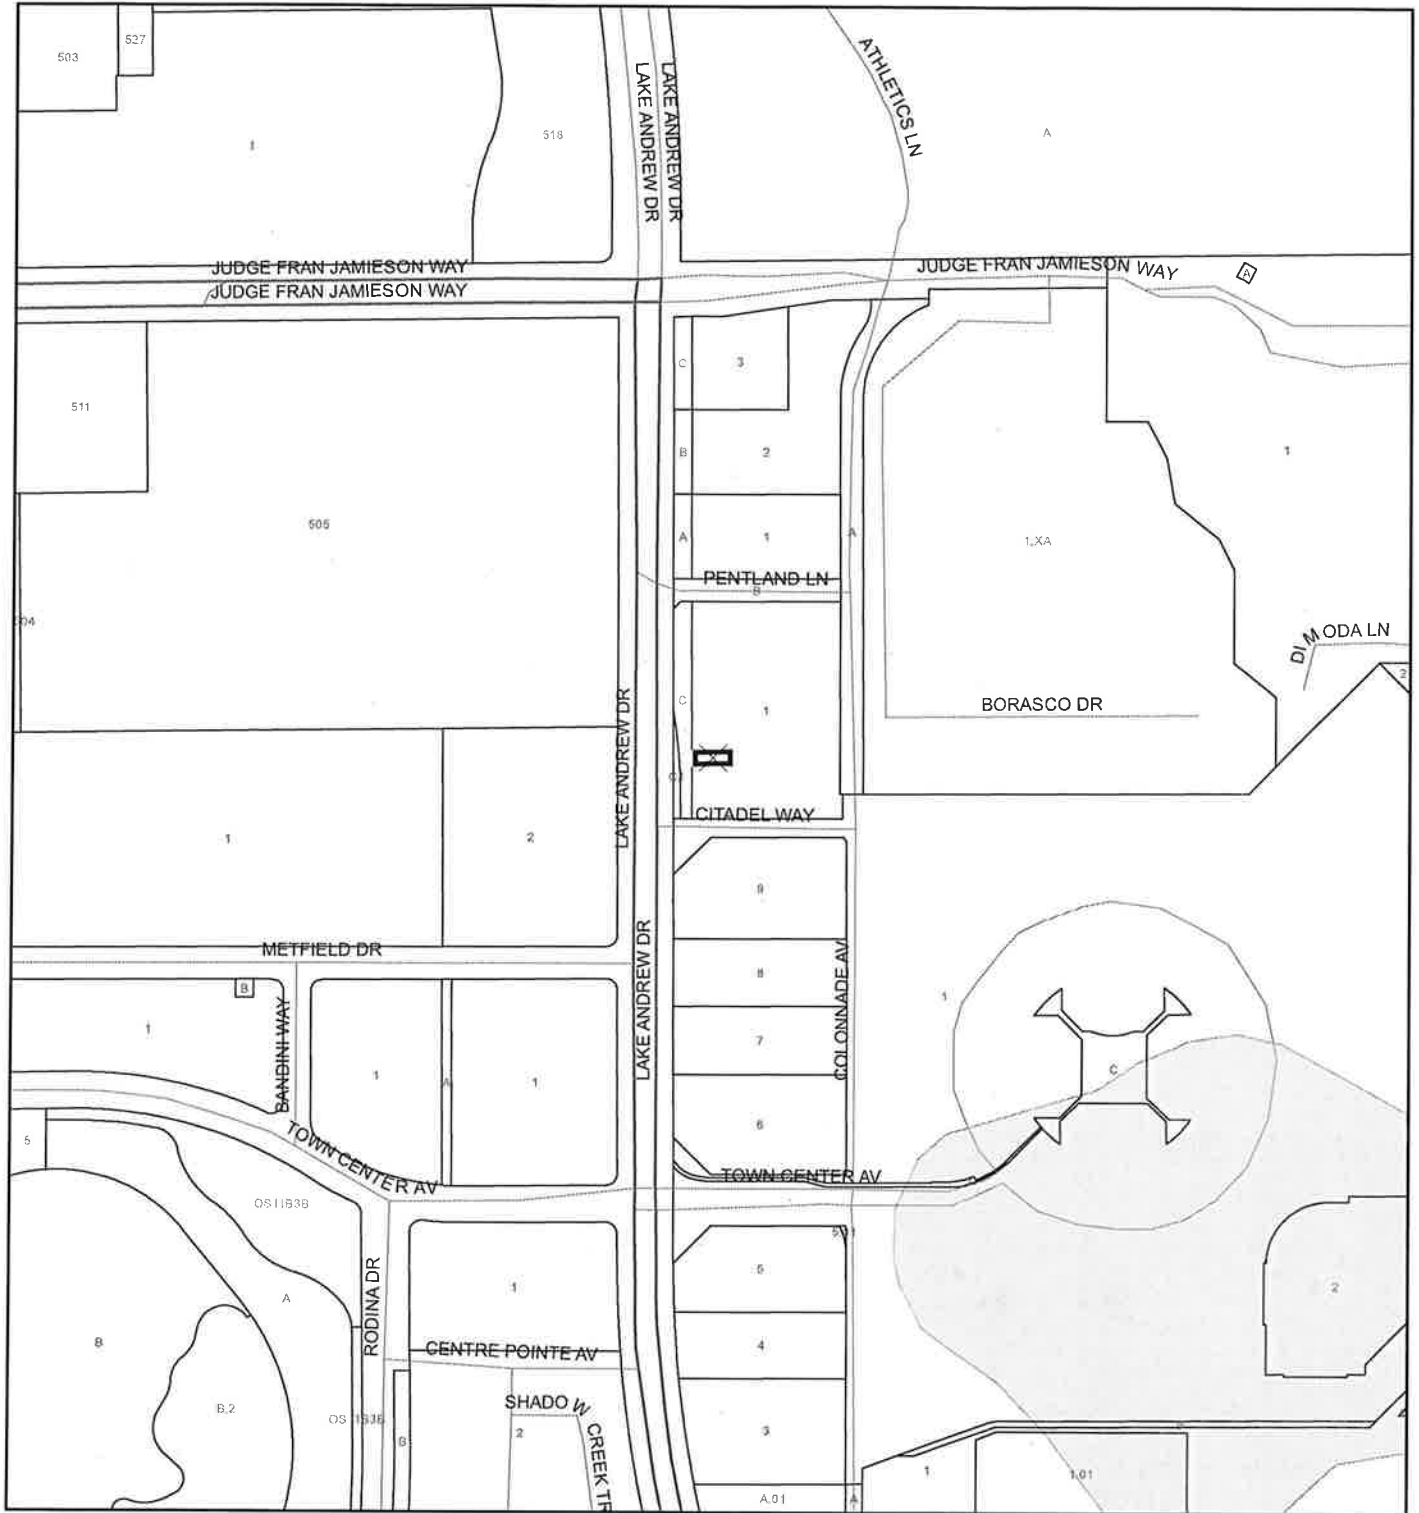 503
527
1
518
LAKE ANDREW DR
LAKE ANDREW DR
ATHLETICS LN
A
JUDGE FRAN JAMIESON WAY
JUDGE FRAN JAMIESON WAY
JUDGE FRAN JAMIESON WAY
A
511
C
3
505
B
2
1
A
1
A
1,XA
PENTLAND LN
B
DI MODA LN
2
C
1
BORASCO DR
LAKE ANDREW DR
CITADEL WAY
1
2
9
METFIELD DR
8
COLONNADE AV
LAKE ANDREW DR
B
BANDINI WAY
1
7
1
1
A
1
C
6
5
TOWN CENTER AV
TOWN CENTER AV
A
RODINA DR
5
2
1
B
CENTRE POINTE AV
4
B.2
SHADOW CREEK TR
2
B
3
1
1.01
A.01
A